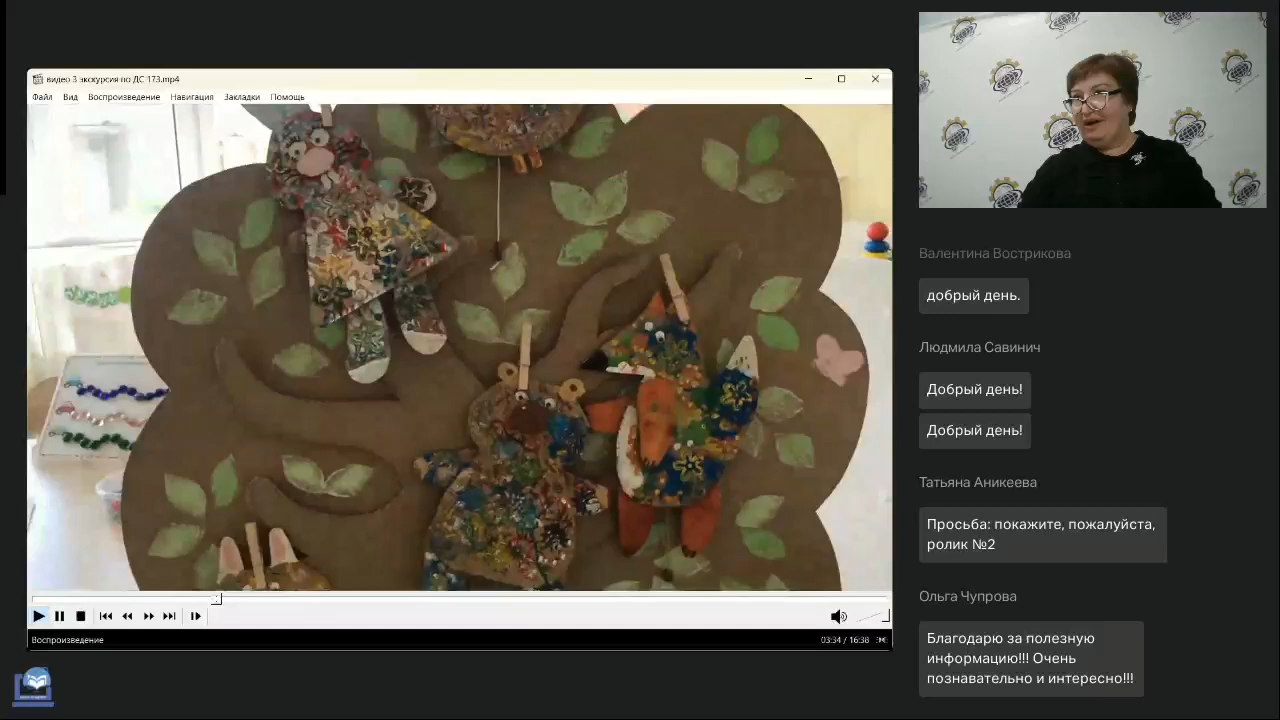 видео 3 экскурсия по ДС 173.mp4
Файл Вид Воспроизведение Навигация Закладки Помощь
Воспроизведение
03:34 / 16:38
Валентина Вострикова
добрый день.
Людмила Савинич
Добрый день!
Добрый день!
Татьяна Аникеева
Просьба: покажите, пожалуйста,
ролик №2
Ольга Чупрова
Благодарю за полезную
информацию!!! Очень
познавательно и интересно!!!